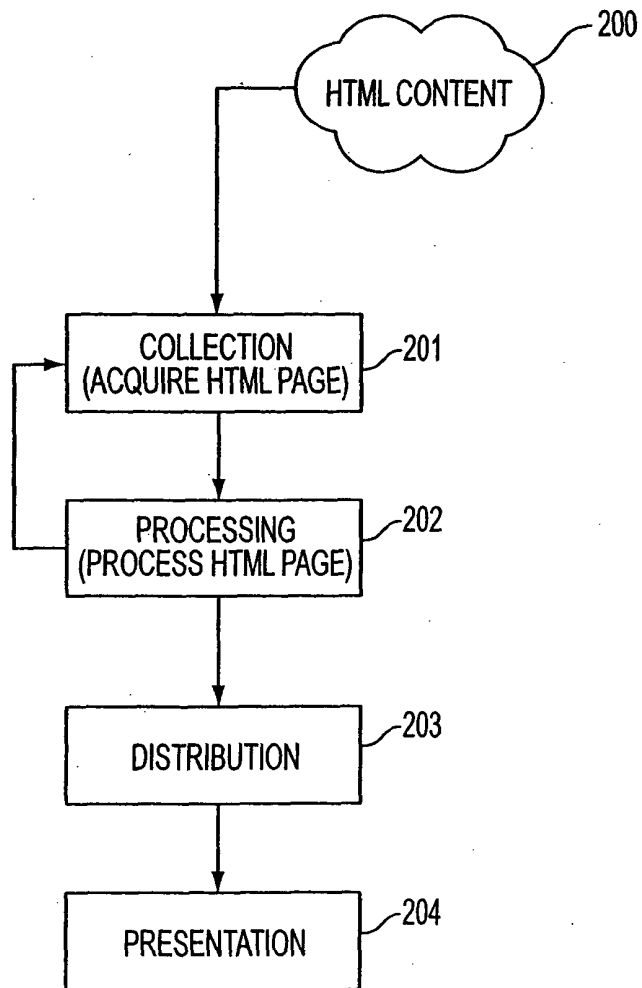 200
HTML CONTENT
COLLECTION
(ACQUIRE HTML PAGE)
201
PROCESSING
(PROCESS HTML PAGE)
202
203
DISTRIBUTION
204
PRESENTATION